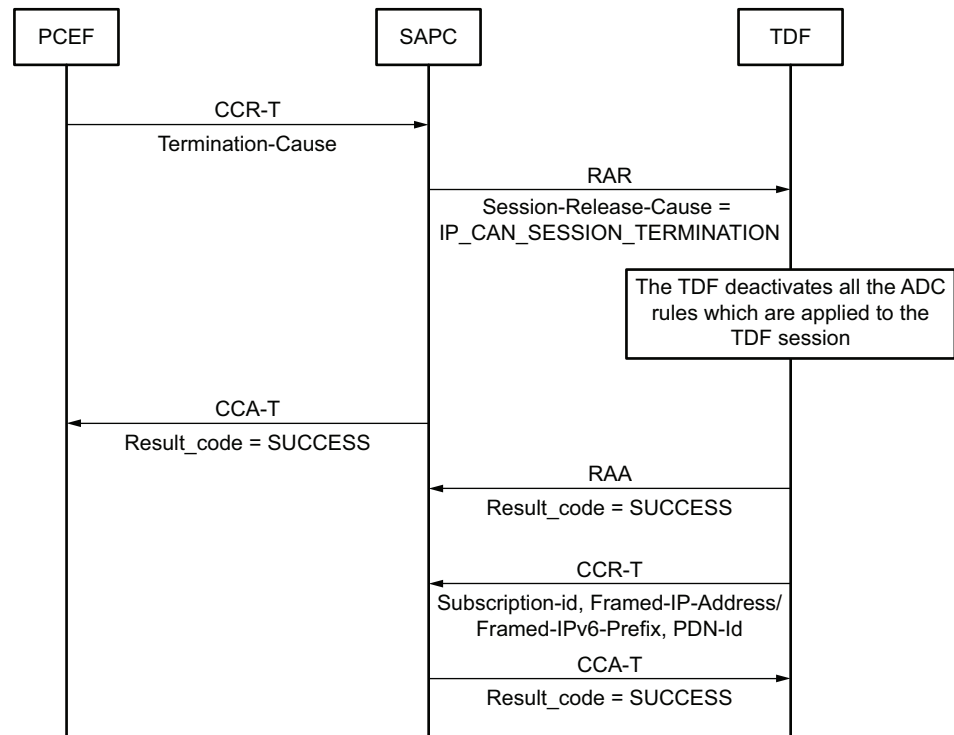 PCEF
SAPC
TDF
CCR-T
Termination-Cause
RAR
Session-Release-Cause =
IP_CAN_SESSION_TERMINATION
The TDF deactivates all the ADC
rules which are applied to the
TDF session
CCA-T
Result_code = SUCCESS
RAA
Result_code = SUCCESS
CCR-T
Subscription-id, Framed-IP-Address/
Framed-IPv6-Prefix, PDN-Id
CCA-T
Result_code = SUCCESS